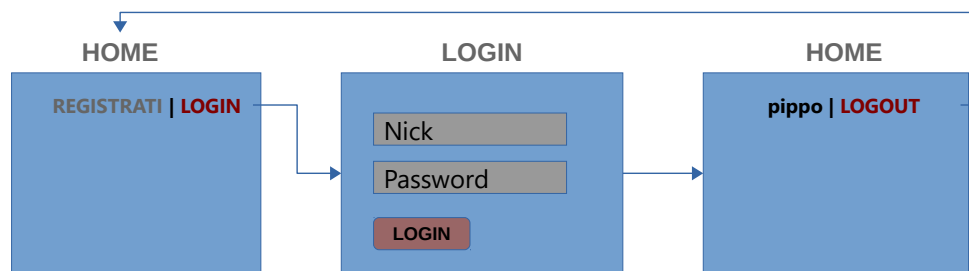 HOME
REGISTRATI | LOGIN
LOGIN
Nick
Password
LOGIN
HOME
pippo | LOGOUT